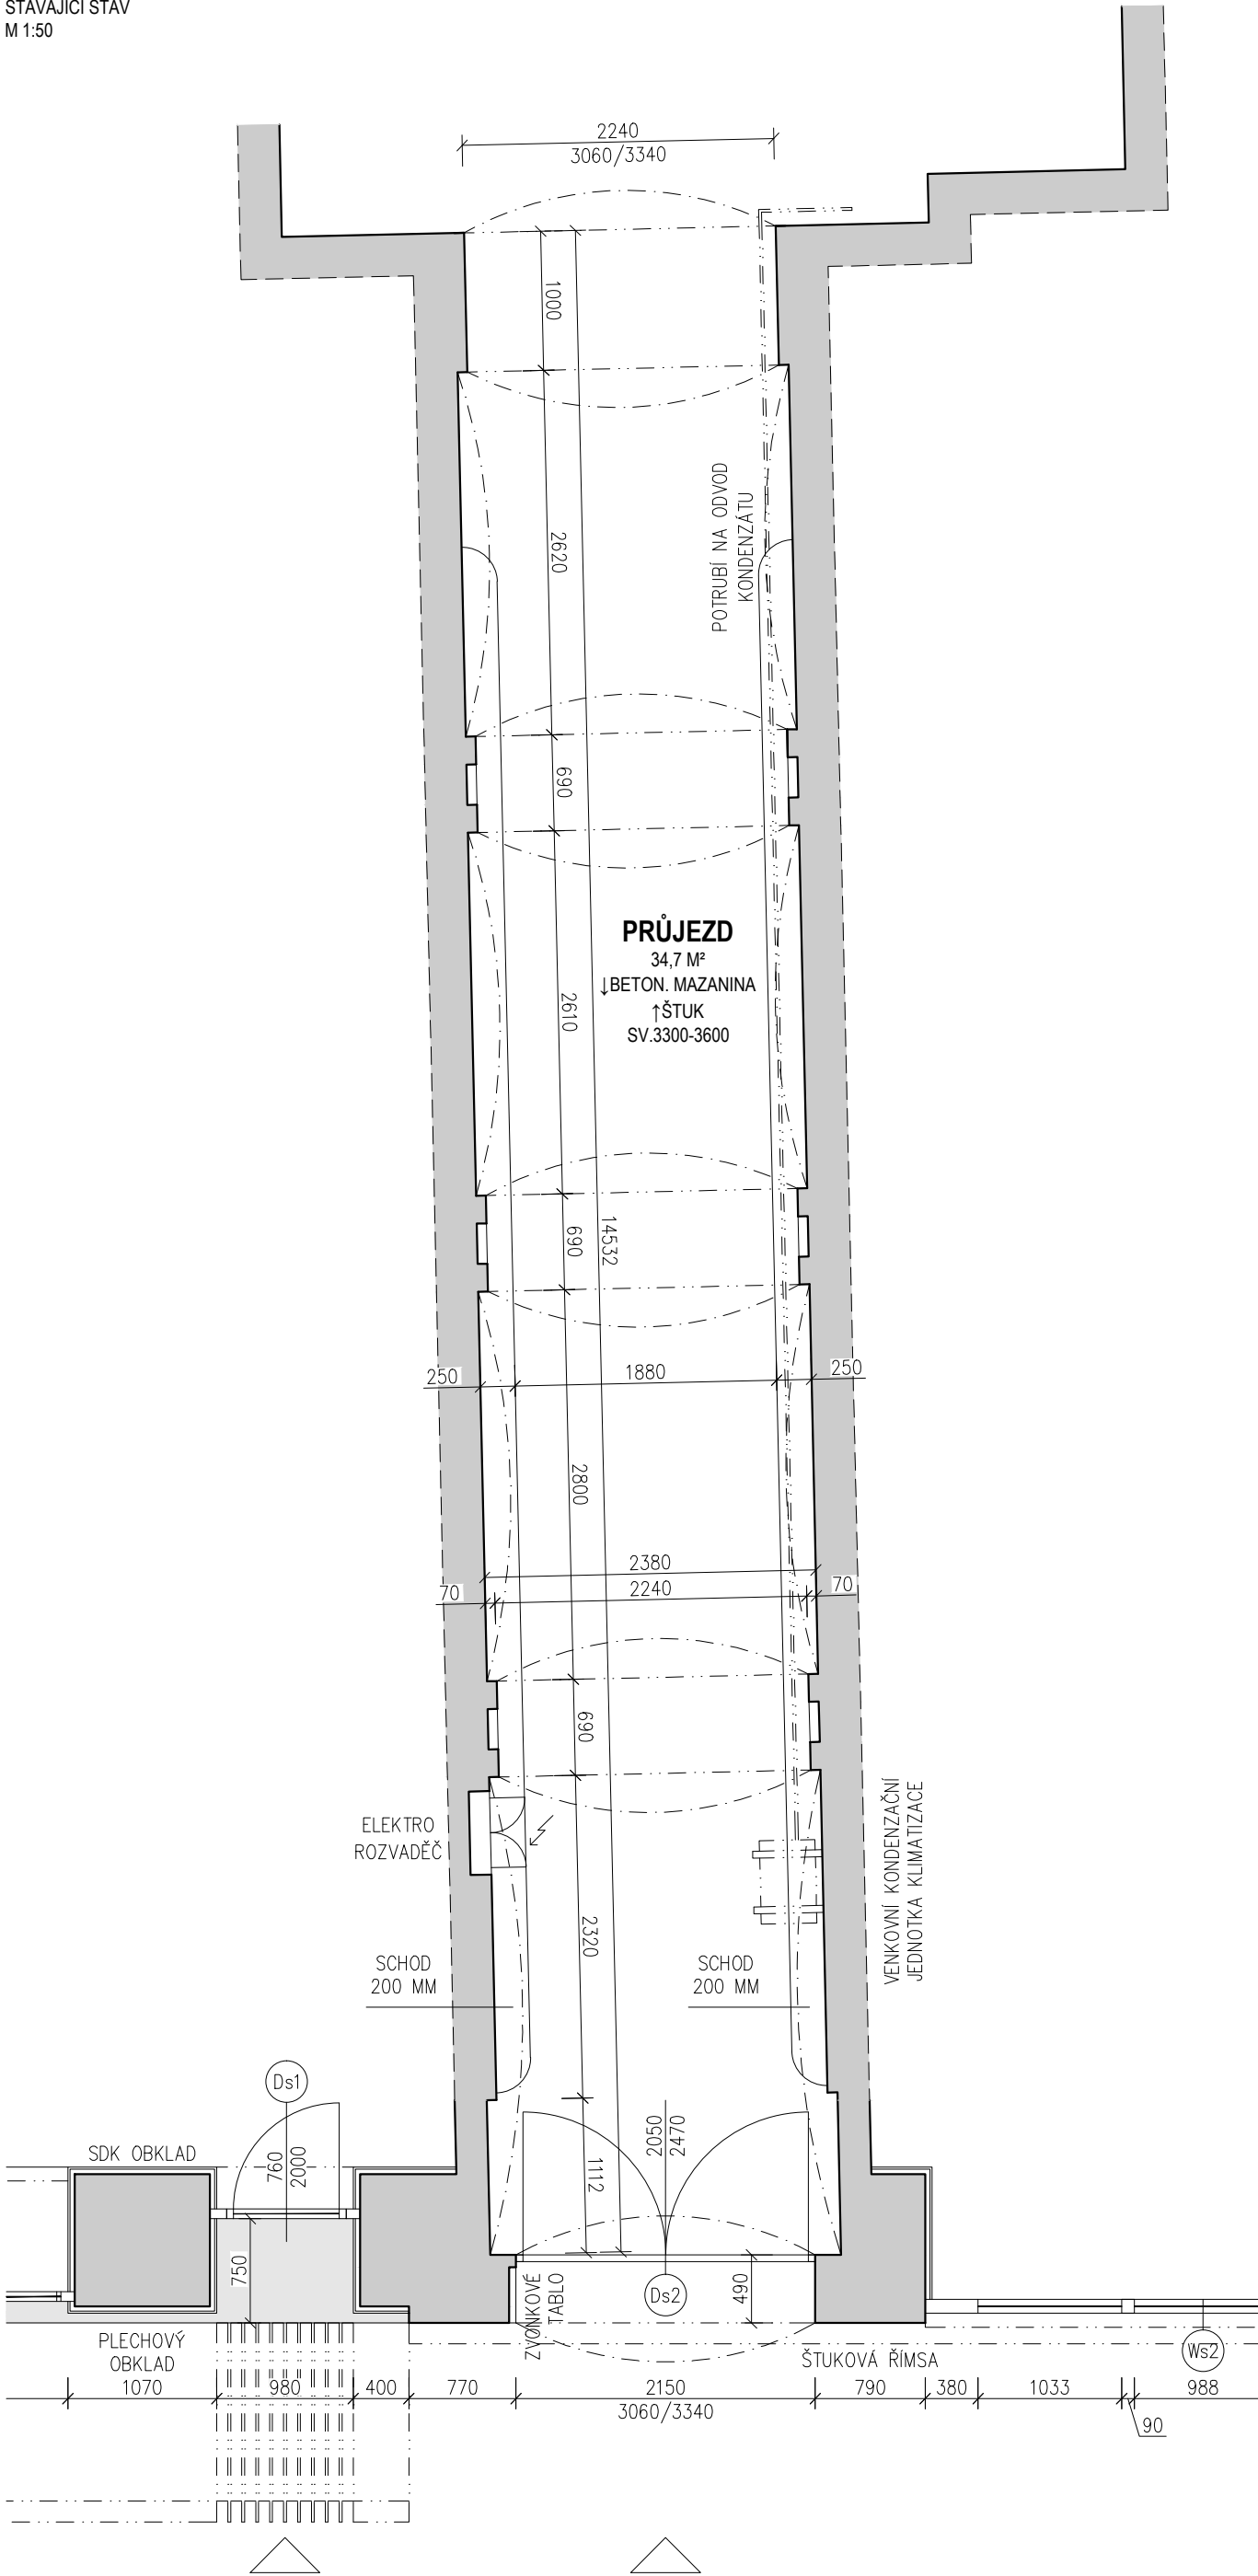 STÁVAJÍCÍ STAV
M 1:50
2240
3060/3340
1000
2620
POTRUBÍ NA ODVOD
KONDENZÁTU
690
PRŮJEZD
34,7 M²
↓BETON. MAZANINA
↑ŠTUK
SV.3300-3600
2610
690
14532
250
1880
250
2800
2380
70
2240
70
690
ELEKTRO
ROZVADĚČ
VENKOVNÍ KONDENZAČNÍ
JEDNOTKA KLIMATIZACE
2320
SCHOD
200 MM
SCHOD
200 MM
Ds1
760
2000
SDK OBKLAD
2050
2470
1112
750
ZVONKOVÉ
TABLO
Ds2
490
PLECHOVÝ
OBKLAD
ŠTUKOVÁ ŘÍMSA
Ws2
1070
980
400
770
2150
3060/3340
790
380
1033
90
988